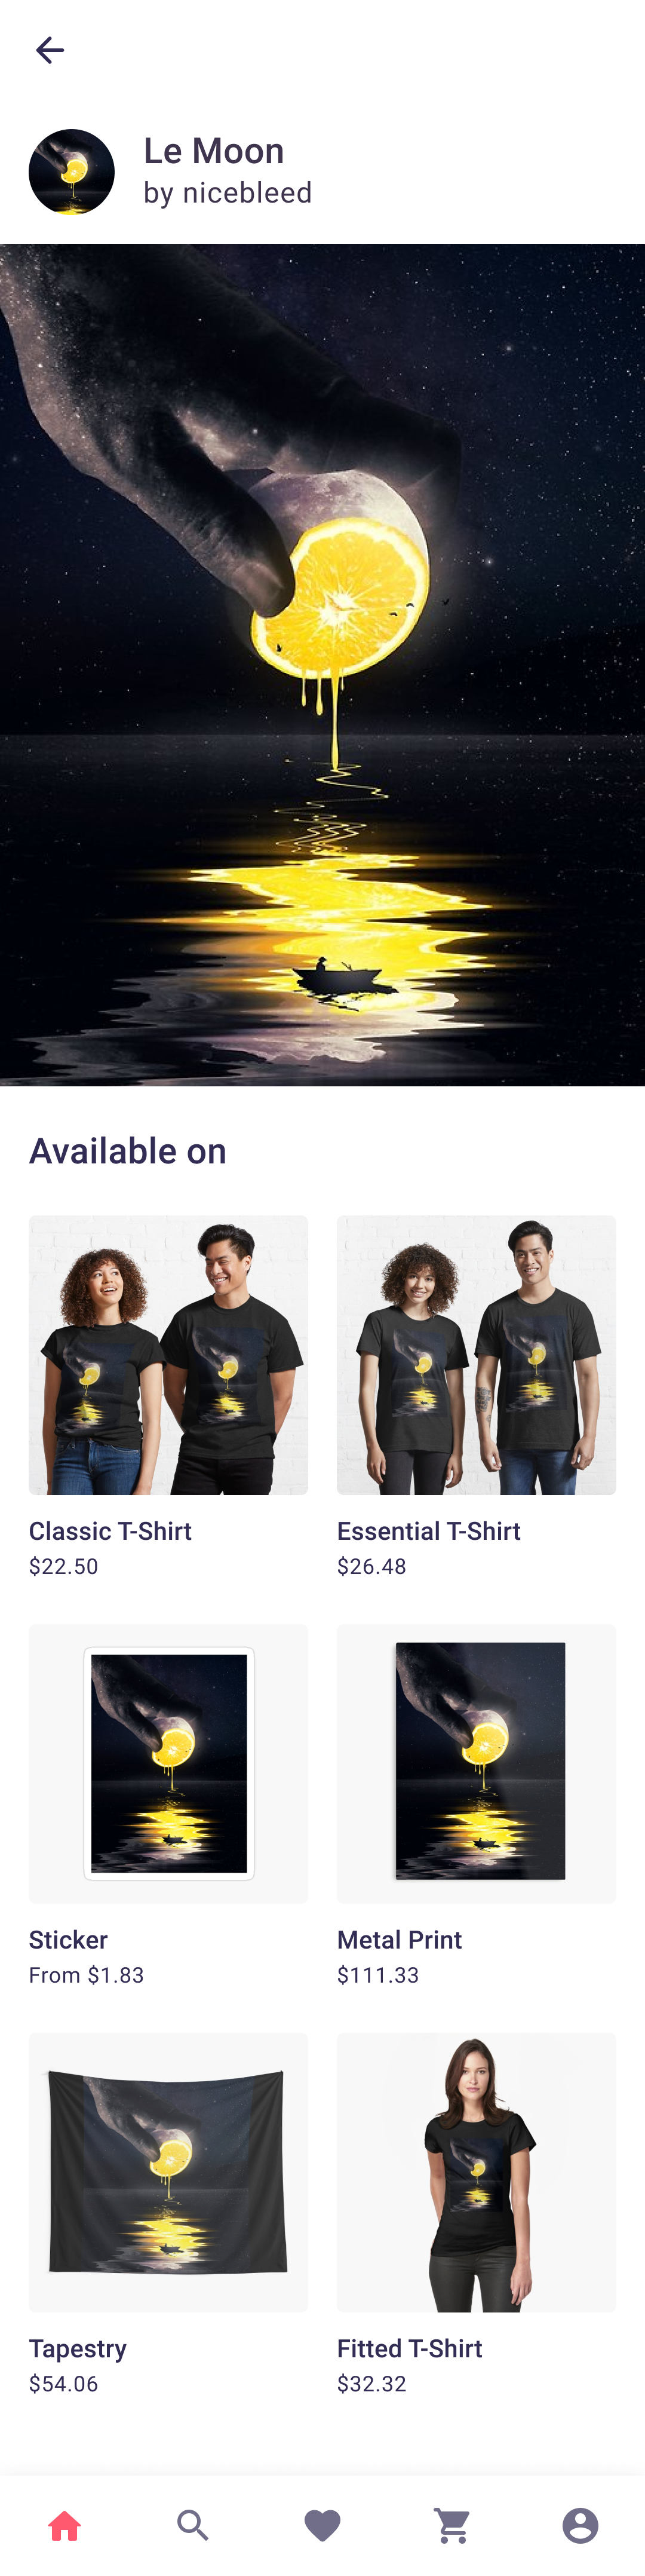 Le Moon
by nicebleed
Available on
Classic T-Shirt
$22.50
Essential T-Shirt
$26.48
Sticker
From $1.83
Metal Print
$111.33
Tapestry
$54.06
Fitted T-Shirt
$32.32